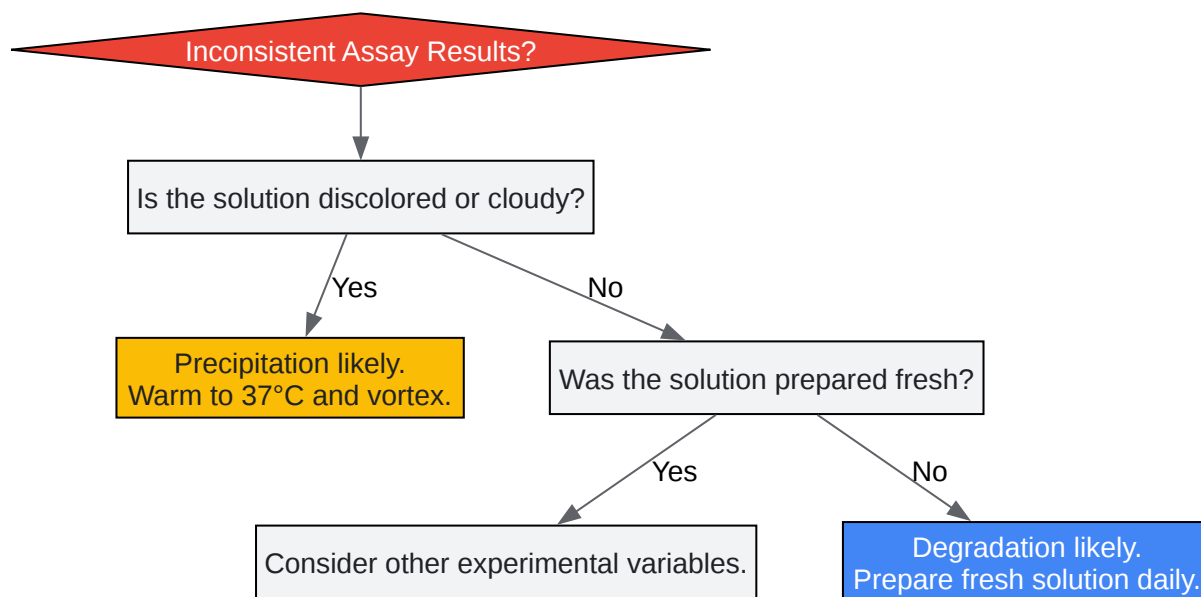 Inconsistent Assay Results?
Is the solution discolored or cloudy?
Yes
No
Precipitation likely.
Warm to 37°C and vortex.
Was the solution prepared fresh?
Yes
No
Consider other experimental variables.
Degradation likely.
Prepare fresh solution daily.